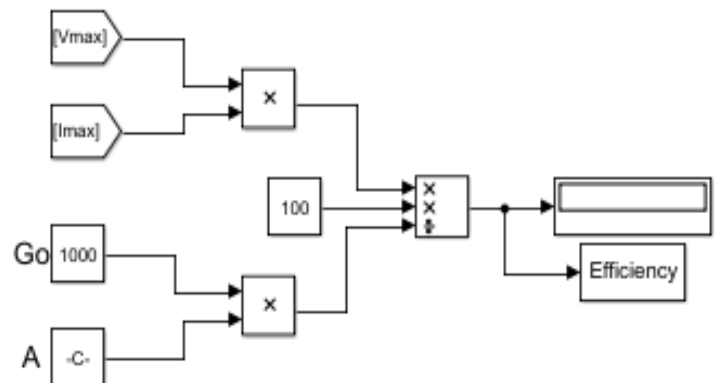 [Vmax]
×
[Imax]
100
×
×
÷
Go 1000
Efficiency
×
A -C-